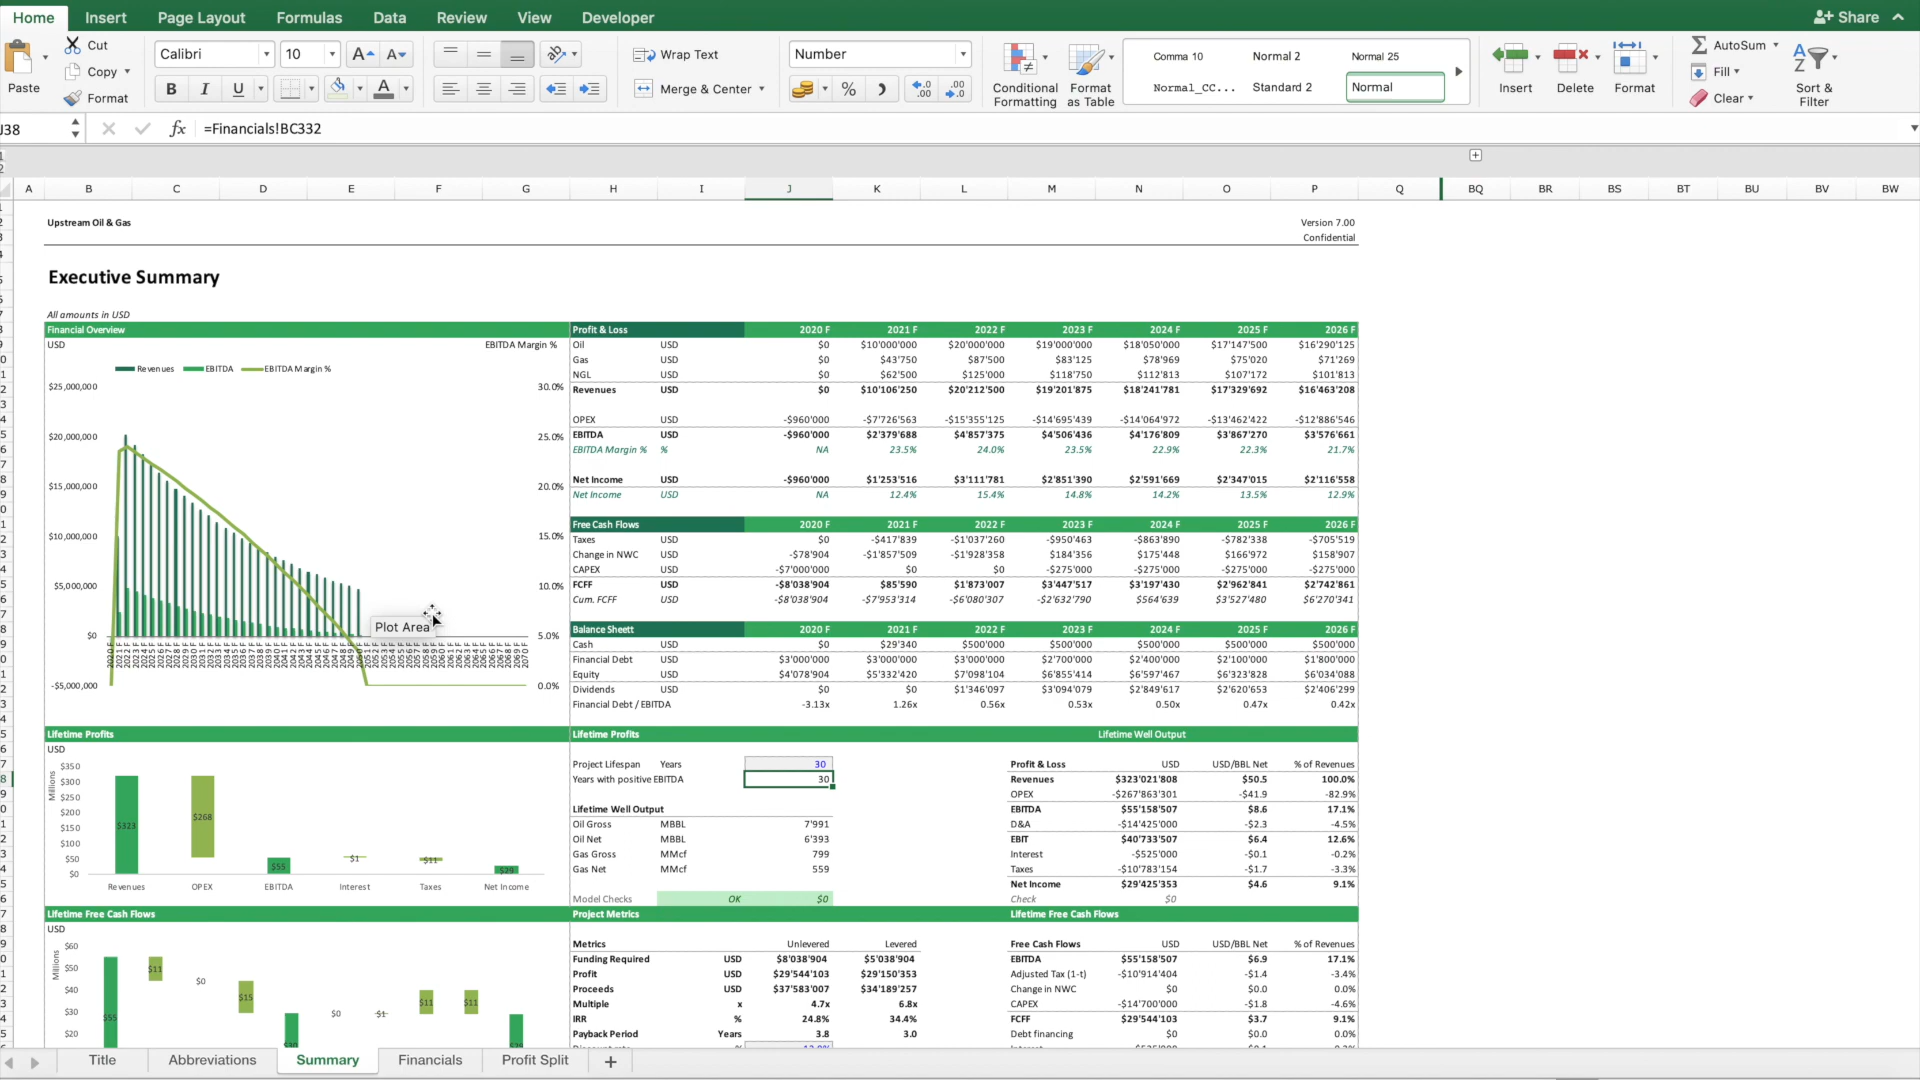 Home Insert Page Layout Formulas Data Review View Developer Share
Cut
Copy
Format
Paste
Calibri 10 A A
B I U A
Wrap Text
Merge & Center
Number
%
Conditional Formatting
Format as Table
Comma 10 Normal 2 Normal 25
Normal_CC... Standard 2 Normal
Insert Delete Format
AutoSum
Fill
Clear
Sort & Filter
J38 fx =Financials!BC332
A B C D E F G H I J K L M N O P Q BQ BR BS BT BU BV BW
Upstream Oil & Gas Version 7.00
Confidential
Executive Summary
All amounts in USD
Financial Overview
USD EBITDA Margin %
Revenues EBITDA EBITDA Margin %
$25,000,000 30.0%
$20,000,000 25.0%
$15,000,000 20.0%
$10,000,000 15.0%
$5,000,000 10.0%
$0 5.0%
-$5,000,000 0.0%
Plot Area
Profit & Loss 2020 F 2021 F 2022 F 2023 F 2024 F 2025 F 2026 F
Oil USD $0 $10'000'000 $20'000'000 $19'000'000 $18'050'000 $17'147'500 $16'290'125
Gas USD $0 $43'750 $87'500 $83'125 $78'969 $75'020 $71'269
NGL USD $0 $62'500 $125'000 $118'750 $112'813 $107'172 $101'813
Revenues USD $0 $10'106'250 $20'212'500 $19'201'875 $18'241'781 $17'329'692 $16'463'208
OPEX USD -$960'000 -$7'726'563 -$15'355'125 -$14'695'439 -$14'064'972 -$13'462'422 -$12'886'546
EBITDA USD -$960'000 $2'379'688 $4'857'375 $4'506'436 $4'176'809 $3'867'270 $3'576'661
EBITDA Margin % % NA 23.5% 24.0% 23.5% 22.9% 22.3% 21.7%
Net Income USD -$960'000 $1'253'516 $3'111'781 $2'851'390 $2'591'669 $2'347'015 $2'116'558
Net Income USD NA 12.4% 15.4% 14.8% 14.2% 13.5% 12.9%
Free Cash Flows 2020 F 2021 F 2022 F 2023 F 2024 F 2025 F 2026 F
Taxes USD $0 -$417'839 -$1'037'260 -$950'463 -$863'890 -$782'338 -$705'519
Change in NWC USD -$78'904 -$1'857'509 -$1'928'358 $184'356 $175'448 $166'972 $158'907
CAPEX USD -$7'000'000 $0 $0 -$275'000 -$275'000 -$275'000 -$275'000
FCFF USD -$8'038'904 $85'590 $1'873'007 $3'447'517 $3'197'430 $2'962'841 $2'742'861
Cum. FCFF USD -$8'038'904 -$7'953'314 -$6'080'307 -$2'632'790 $564'639 $3'527'480 $6'270'341
Balance Sheett 2020 F 2021 F 2022 F 2023 F 2024 F 2025 F 2026 F
Cash USD $0 $29'340 $500'000 $500'000 $500'000 $500'000 $500'000
Financial Debt USD $3'000'000 $3'000'000 $3'000'000 $2'700'000 $2'400'000 $2'100'000 $1'800'000
Equity USD $4'078'904 $5'332'420 $7'098'104 $6'855'414 $6'597'467 $6'323'828 $6'034'088
Dividends USD $0 $0 $1'346'097 $3'094'079 $2'849'617 $2'620'653 $2'406'299
Financial Debt / EBITDA -3.13x 1.26x 0.56x 0.53x 0.50x 0.47x 0.42x
Lifetime Profits
USD
Millions
$350
$300
$250
$200
$150
$100
$50
$0
$323 $268 $55 $1 $11 $29
Revenues OPEX EBITDA Interest Taxes Net Income
Lifetime Profits Lifetime Well Output
Project Lifespan Years 30
Years with positive EBITDA 30
Lifetime Well Output
Oil Gross MBBL 7'991
Oil Net MBBL 6'393
Gas Gross MMcf 799
Gas Net MMcf 559
Model Checks OK $0
Profit & Loss USD USD/BBL Net % of Revenues
Revenues $323'021'808 $50.5 100.0%
OPEX -$267'863'301 -$41.9 -82.9%
EBITDA $55'158'507 $8.6 17.1%
D&A -$14'425'000 -$2.3 -4.5%
EBIT $40'733'507 $6.4 12.6%
Interest -$525'000 -$0.1 -0.2%
Taxes -$10'783'154 -$1.7 -3.3%
Net Income $29'425'353 $4.6 9.1%
Check $0
Lifetime Free Cash Flows
USD
Millions
$60
$50
$40
$30
$20
$55 $11 $0 $15 $30 $0 -$1 $11 $11 $29
Project Metrics Lifetime Free Cash Flows
Metrics Unlevered Levered
Funding Required USD $8'038'904 $5'038'904
Profit USD $29'544'103 $29'150'353
Proceeds USD $37'583'007 $34'189'257
Multiple x 4.7x 6.8x
IRR % 24.8% 34.4%
Payback Period Years 3.8 3.0
Free Cash Flows USD USD/BBL Net % of Revenues
EBITDA $55'158'507 $6.9 17.1%
Adjusted Tax (1-t) -$10'914'404 -$1.4 -3.4%
Change in NWC $0 $0.0 0.0%
CAPEX -$14'700'000 -$1.8 -4.6%
FCFF $29'544'103 $3.7 9.1%
Debt financing $0 $0.0 0.0%
Title Abbreviations Summary Financials Profit Split +